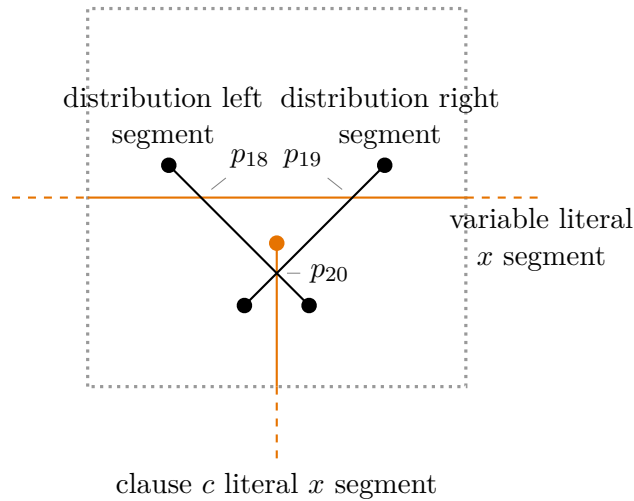 distribution left
segment
distribution right
segment
p18
p19
variable literal
x segment
p20
clause c literal x segment